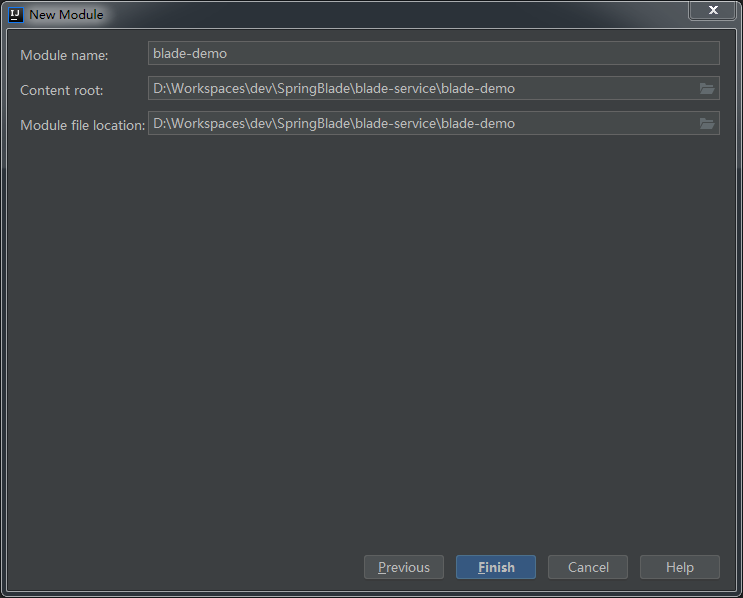 New Module
Module name: blade-demo
Content root: D:\Workspaces\dev\SpringBlade\blade-service\blade-demo
Module file location: D:\Workspaces\dev\SpringBlade\blade-service\blade-demo
Previous Finish Cancel Help